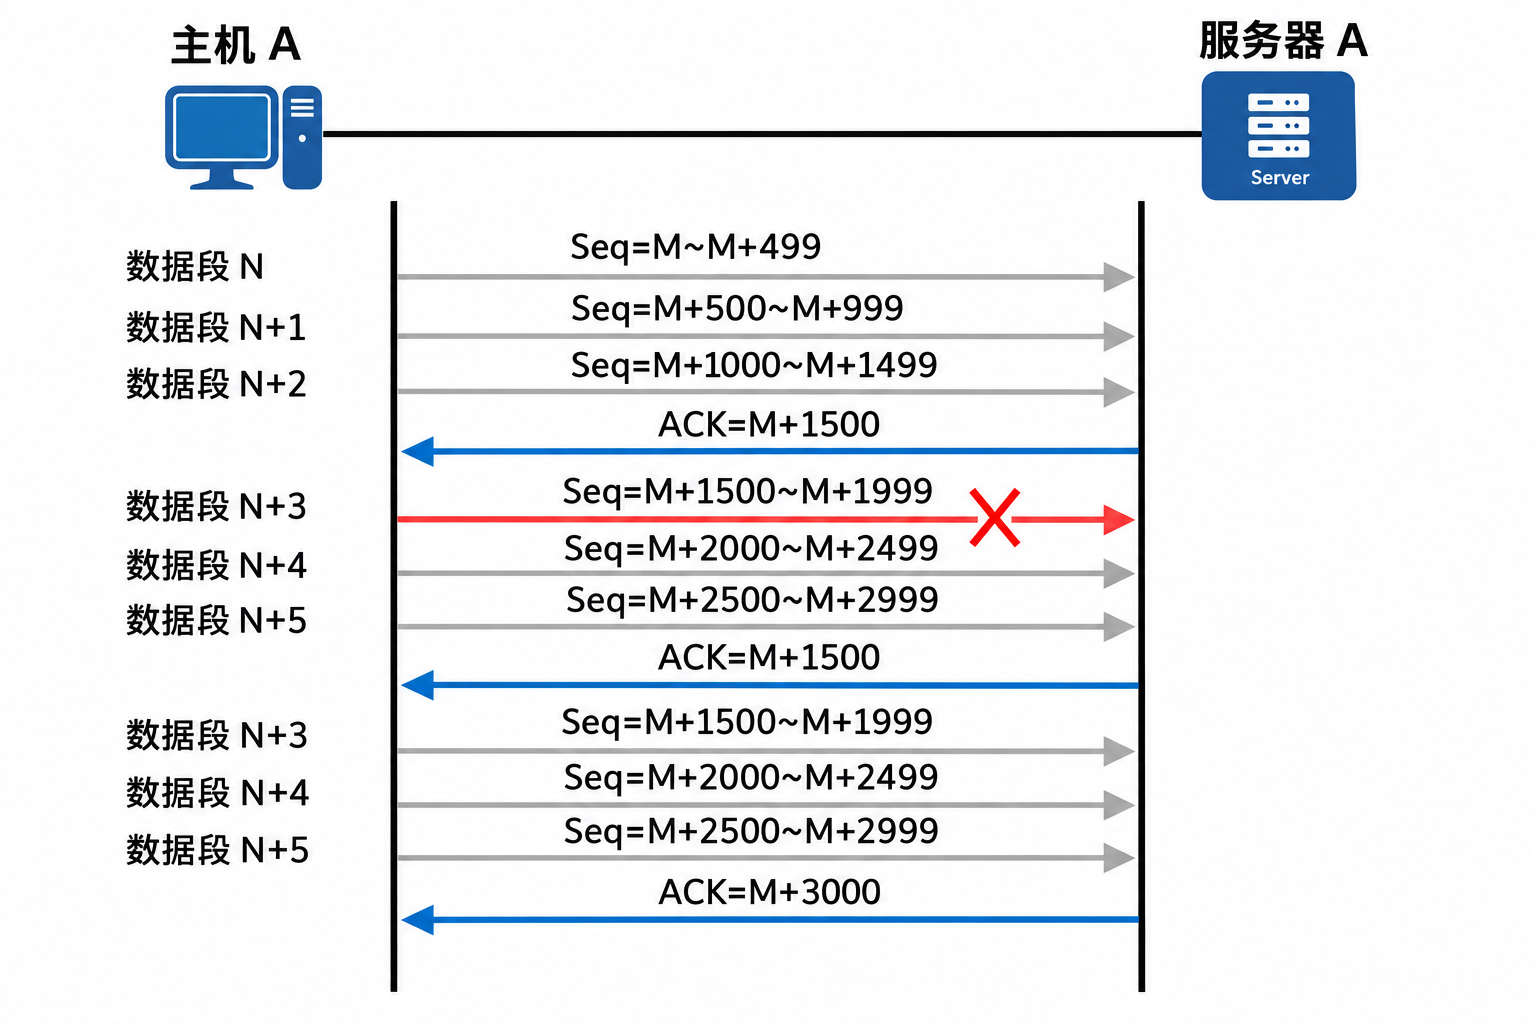 主机 A
服务器 A
Server
数据段 N
Seq=M~M+499
数据段 N+1
Seq=M+500~M+999
数据段 N+2
Seq=M+1000~M+1499
ACK=M+1500
数据段 N+3
Seq=M+1500~M+1999
数据段 N+4
Seq=M+2000~M+2499
数据段 N+5
Seq=M+2500~M+2999
ACK=M+1500
数据段 N+3
Seq=M+1500~M+1999
数据段 N+4
Seq=M+2000~M+2499
数据段 N+5
Seq=M+2500~M+2999
ACK=M+3000